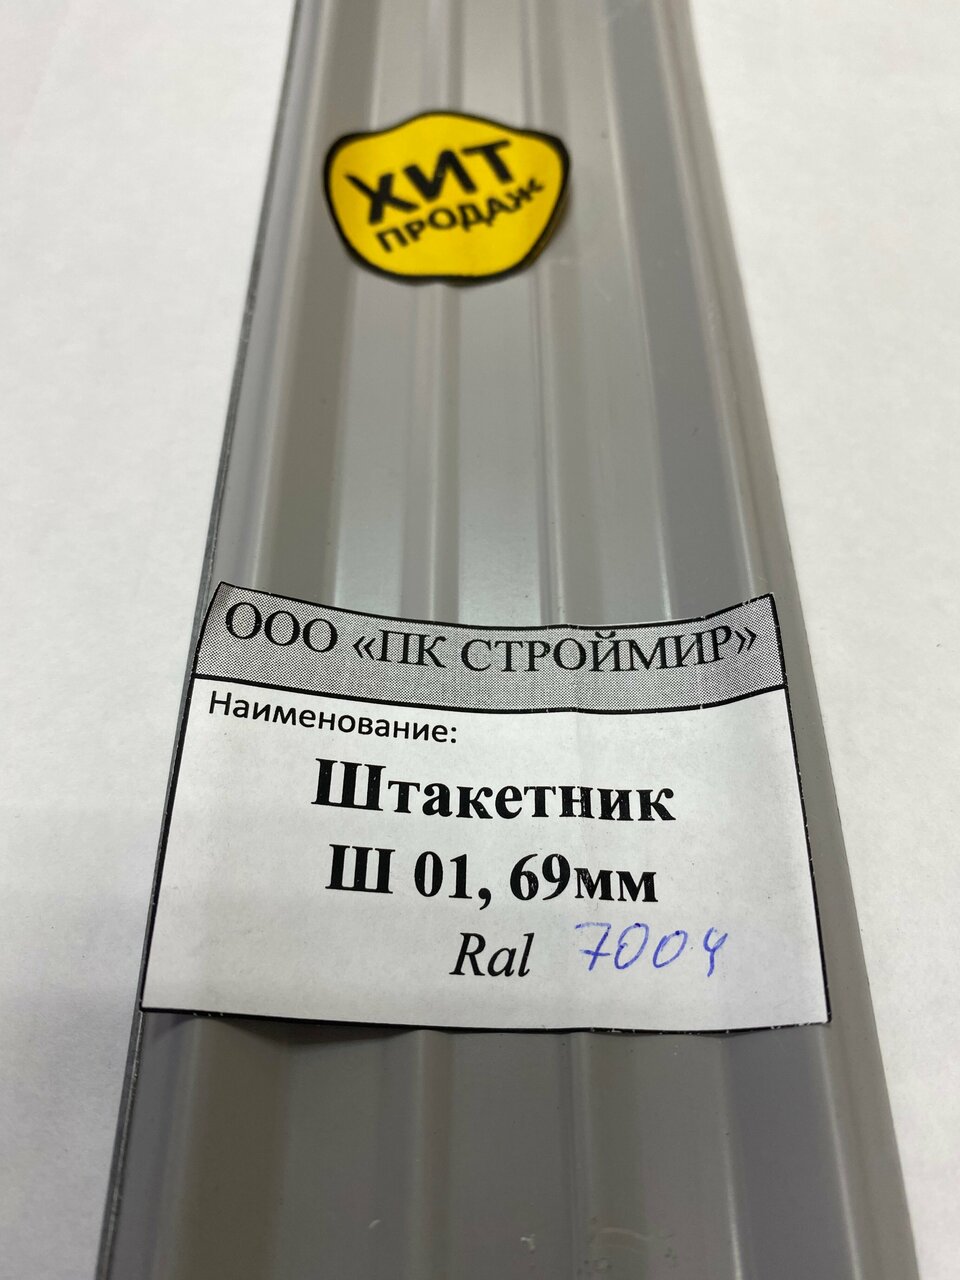 ХИТ
ПРОДАЖ
ООО «ПК СТРОЙМИР»
Наименование:
Штакетник
Ш 01, 69мм
Ral 7004